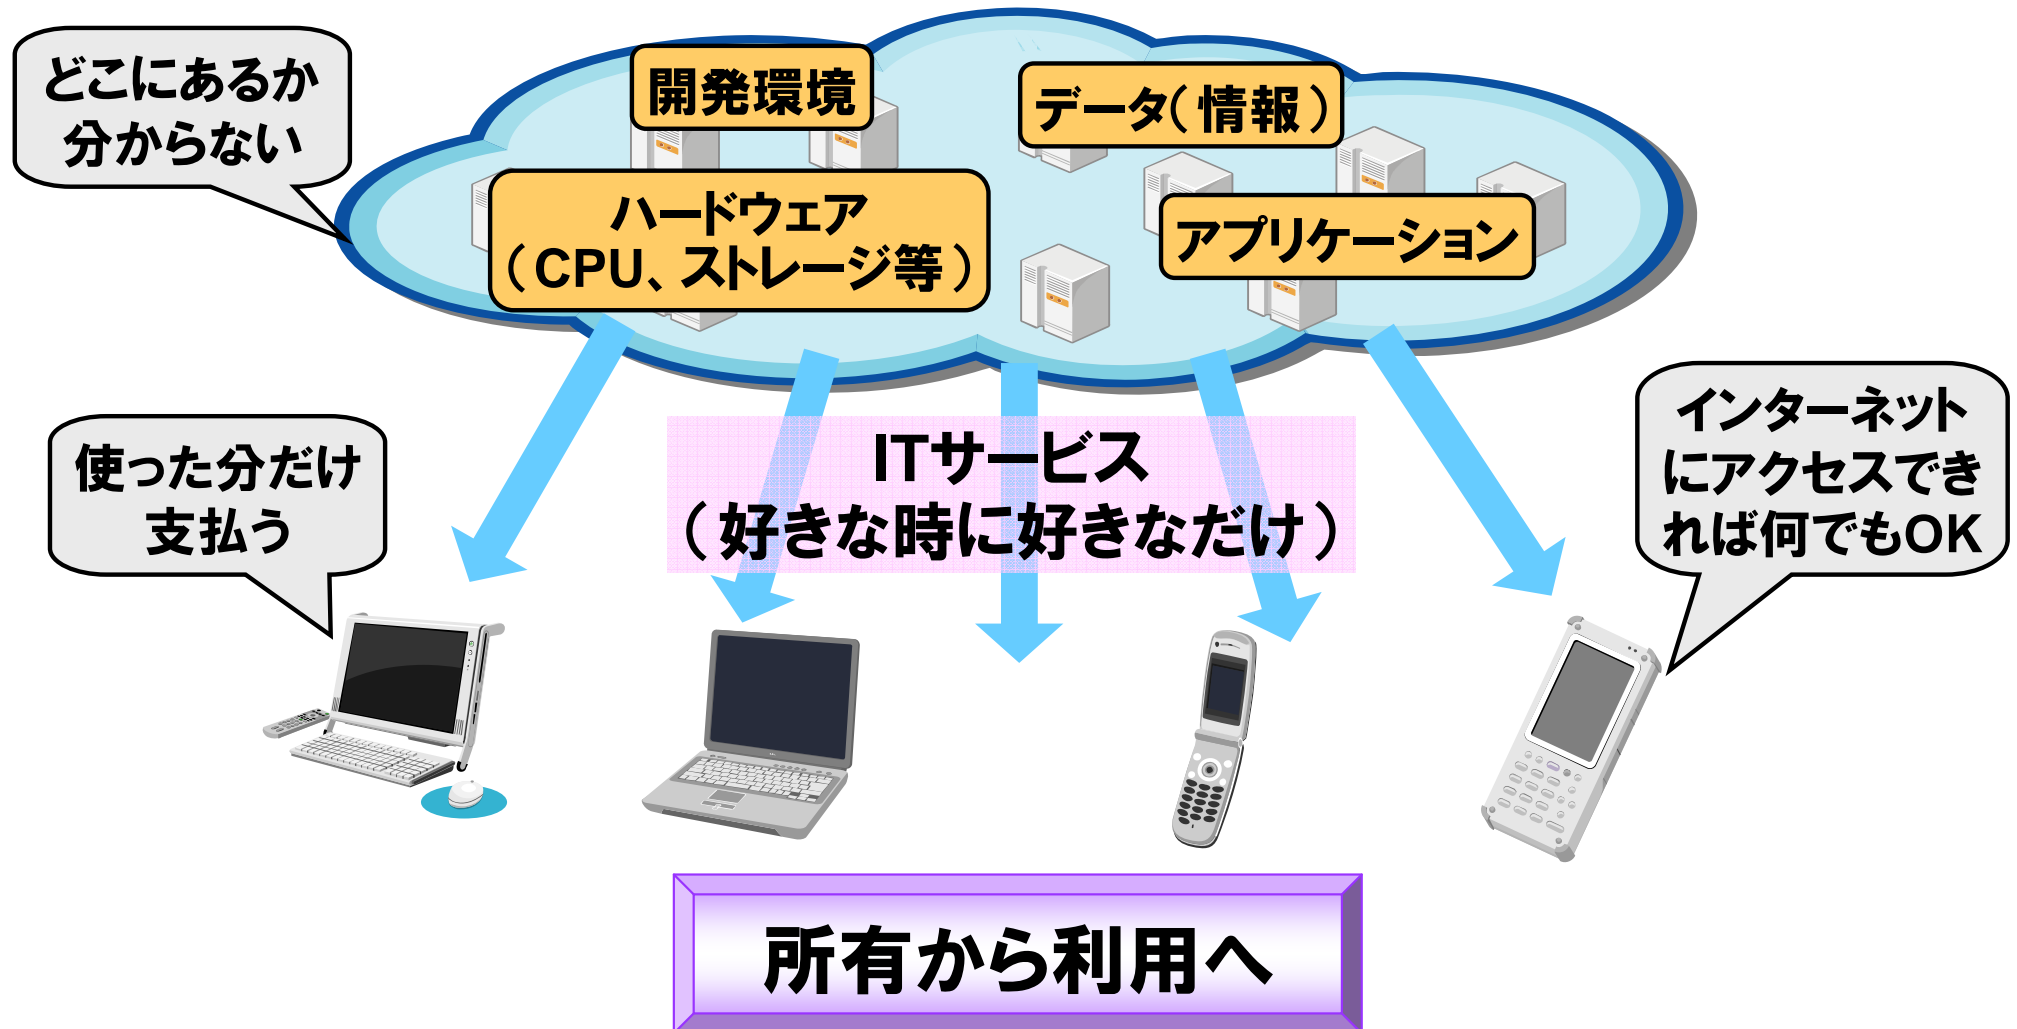 どこにあるか
分からない
開発環境
データ(情報)
ハードウェア
(CPU、ストレージ等)
アプリケーション
使った分だけ
支払う
ITサービス
(好きな時に好きなだけ)
インターネット
にアクセスでき
れば何でもOK
所有から利用へ